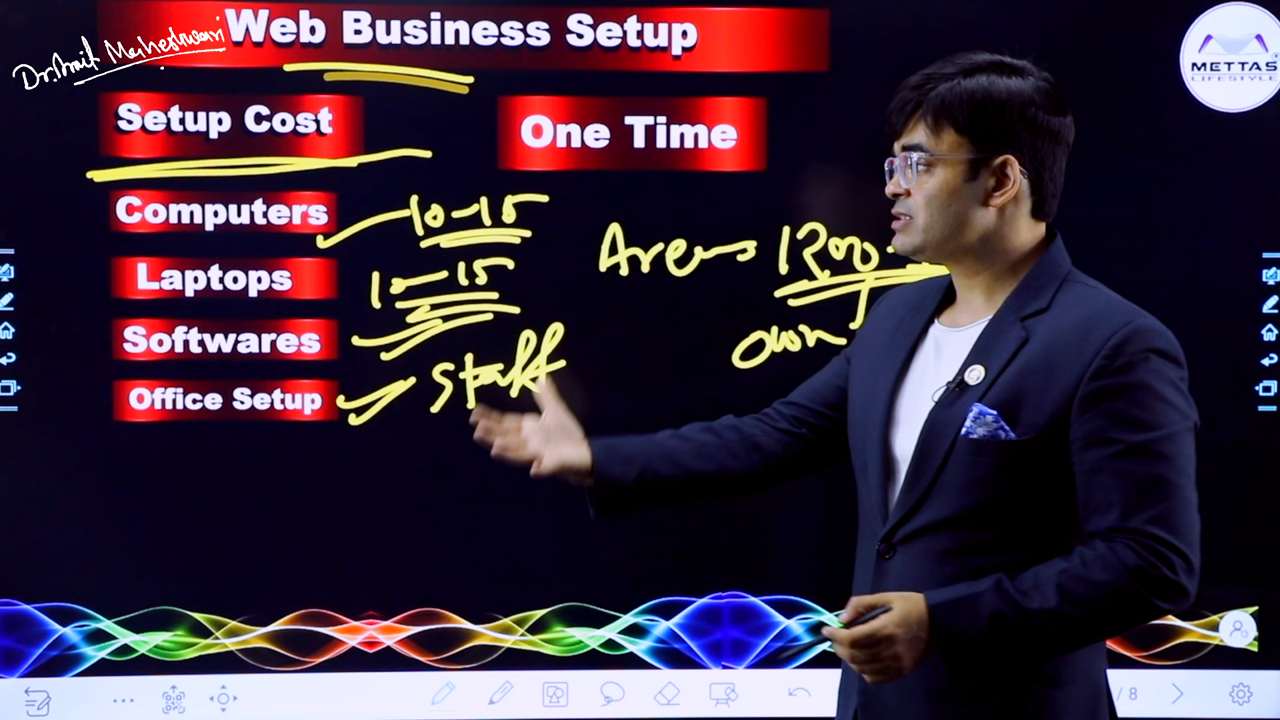 Dr. Amit Maheshwari
Web Business Setup
METTAS
LIFESTYLE
Setup Cost
One Time
Computers
10-15
Laptops
10-15
Area 1200
own
Softwares
Office Setup
Staff
/8